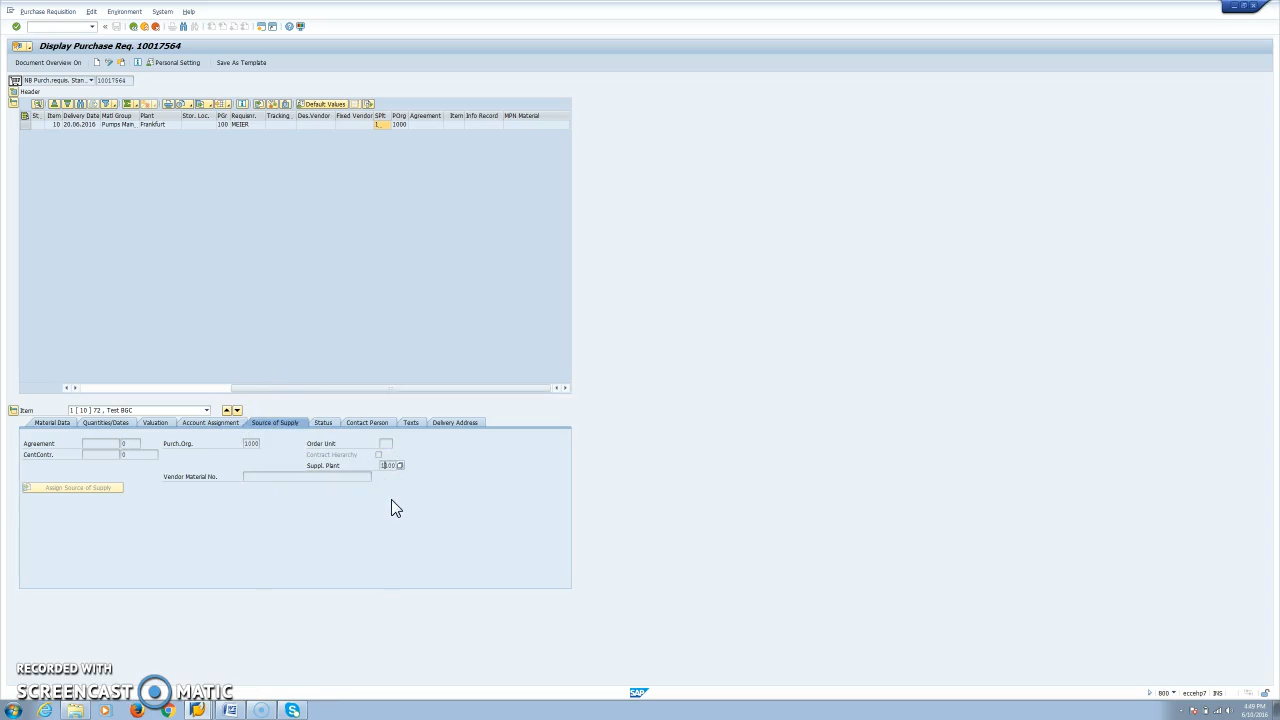 Purchase Requisition Edit Environment System Help
Display Purchase Req. 10017564
Document Overview On Personal Setting Save As Template
NB Purch.requis. Stan... 10017564
Header
Default Values
St.. Item Delivery Date Matl Group Plant Stor. Loc. PGr Requisnr. Tracking.. Des.Vendor Fixed Vendor SPlt POrg Agreement Item Info Record MPN Material
10 20.06.2016 Pumps Main.. Frankfurt 100 MEIER 1.. 1000
Item 1 [ 10 ] 72 , Test BGC
Material Data Quantities/Dates Valuation Account Assignment Source of Supply Status Contact Person Texts Delivery Address
Agreement 0 Purch.Org. 1000 Order Unit
CentContr. 0 Contract Hierarchy
Suppl. Plant
Vendor Material No.
Assign Source of Supply
RECORDED WITH
SCREENCAST MATIC
SAP 800 eccehp7 INS
4:49 PM
6/10/2016